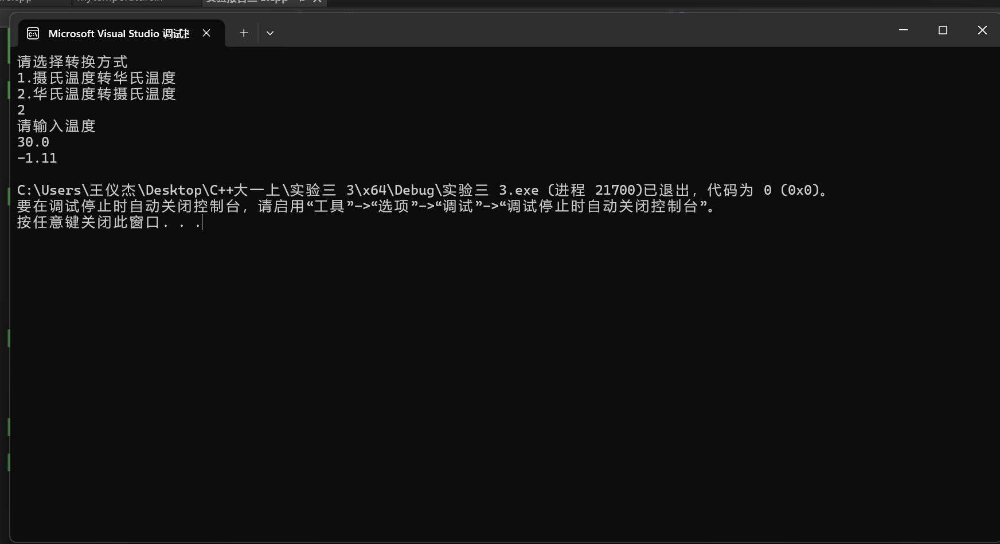 Microsoft Visual Studio 调试
请选择转换方式
1.摄氏温度转华氏温度
2.华氏温度转摄氏温度
2
请输入温度
30.0
-1.11
C:\Users\王仪杰\Desktop\C++大一上\实验三 3\x64\Debug\实验三 3.exe (进程 21700)已退出，代码为 0 (0x0)。
要在调试停止时自动关闭控制台，请启用“工具”->“选项”->“调试”->“调试停止时自动关闭控制台”。
按任意键关闭此窗口. . .